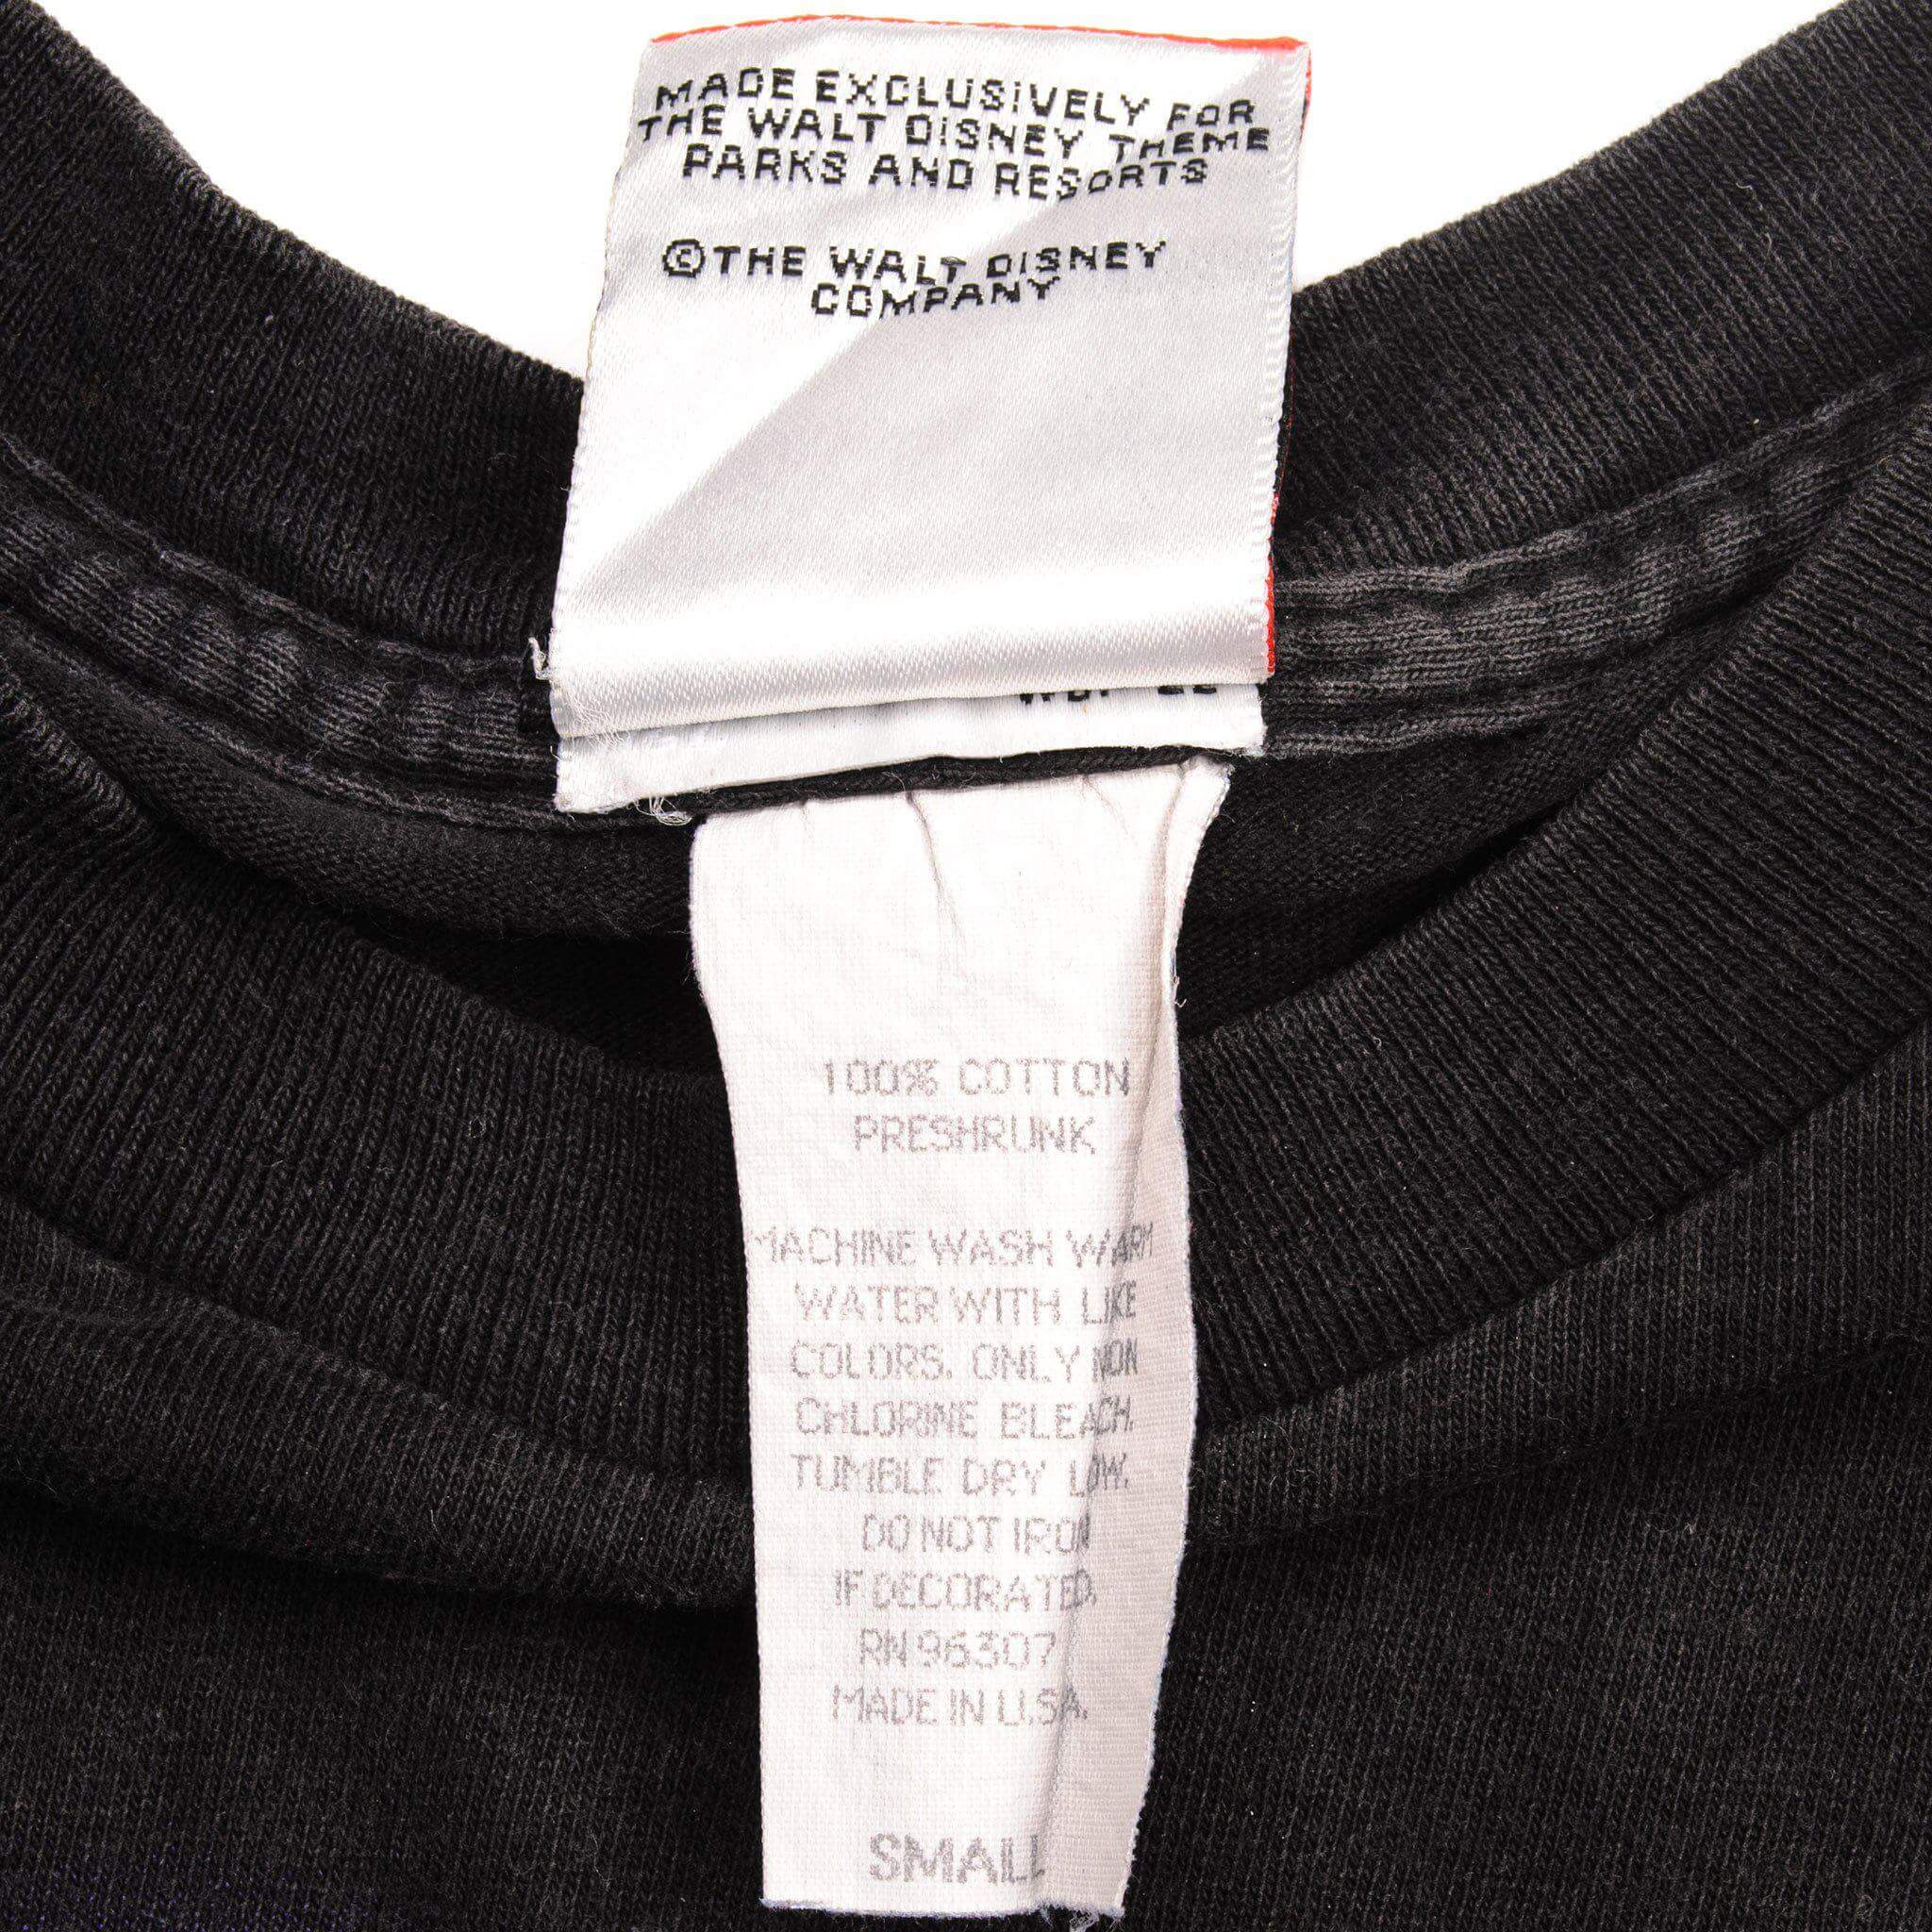 MADE EXCLUSIVELY FOR
THE WALT DISNEY THEME
PARKS AND RESORTS
©THE WALT DISNEY
COMPANY
100% COTTON
PRESHRUNK
MACHINE WASH WARM
WATER WITH LIKE
COLORS. ONLY NON
CHLORINE BLEACH.
TUMBLE DRY LOW.
DO NOT IRON
IF DECORATED.
RN 96307
MADE IN U.S.A.
SMALL